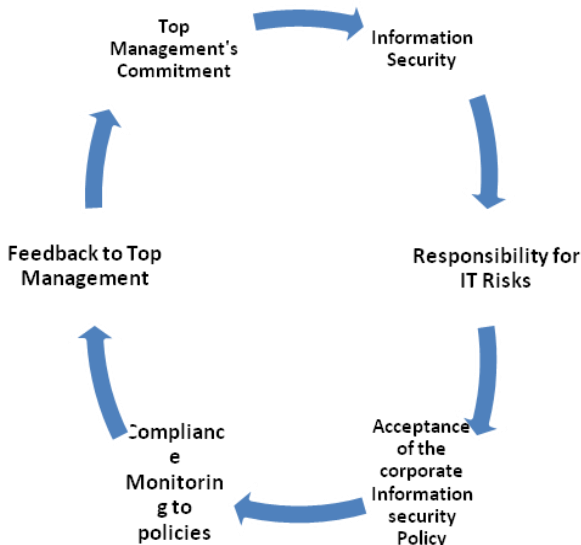 Top
Management's
Commitment
Information
Security
Responsibility for
IT Risks
Acceptance
of the
corporate
Information
security
Policy
Complianc
e
Monitorin
g to
policies
Feedback to Top
Management